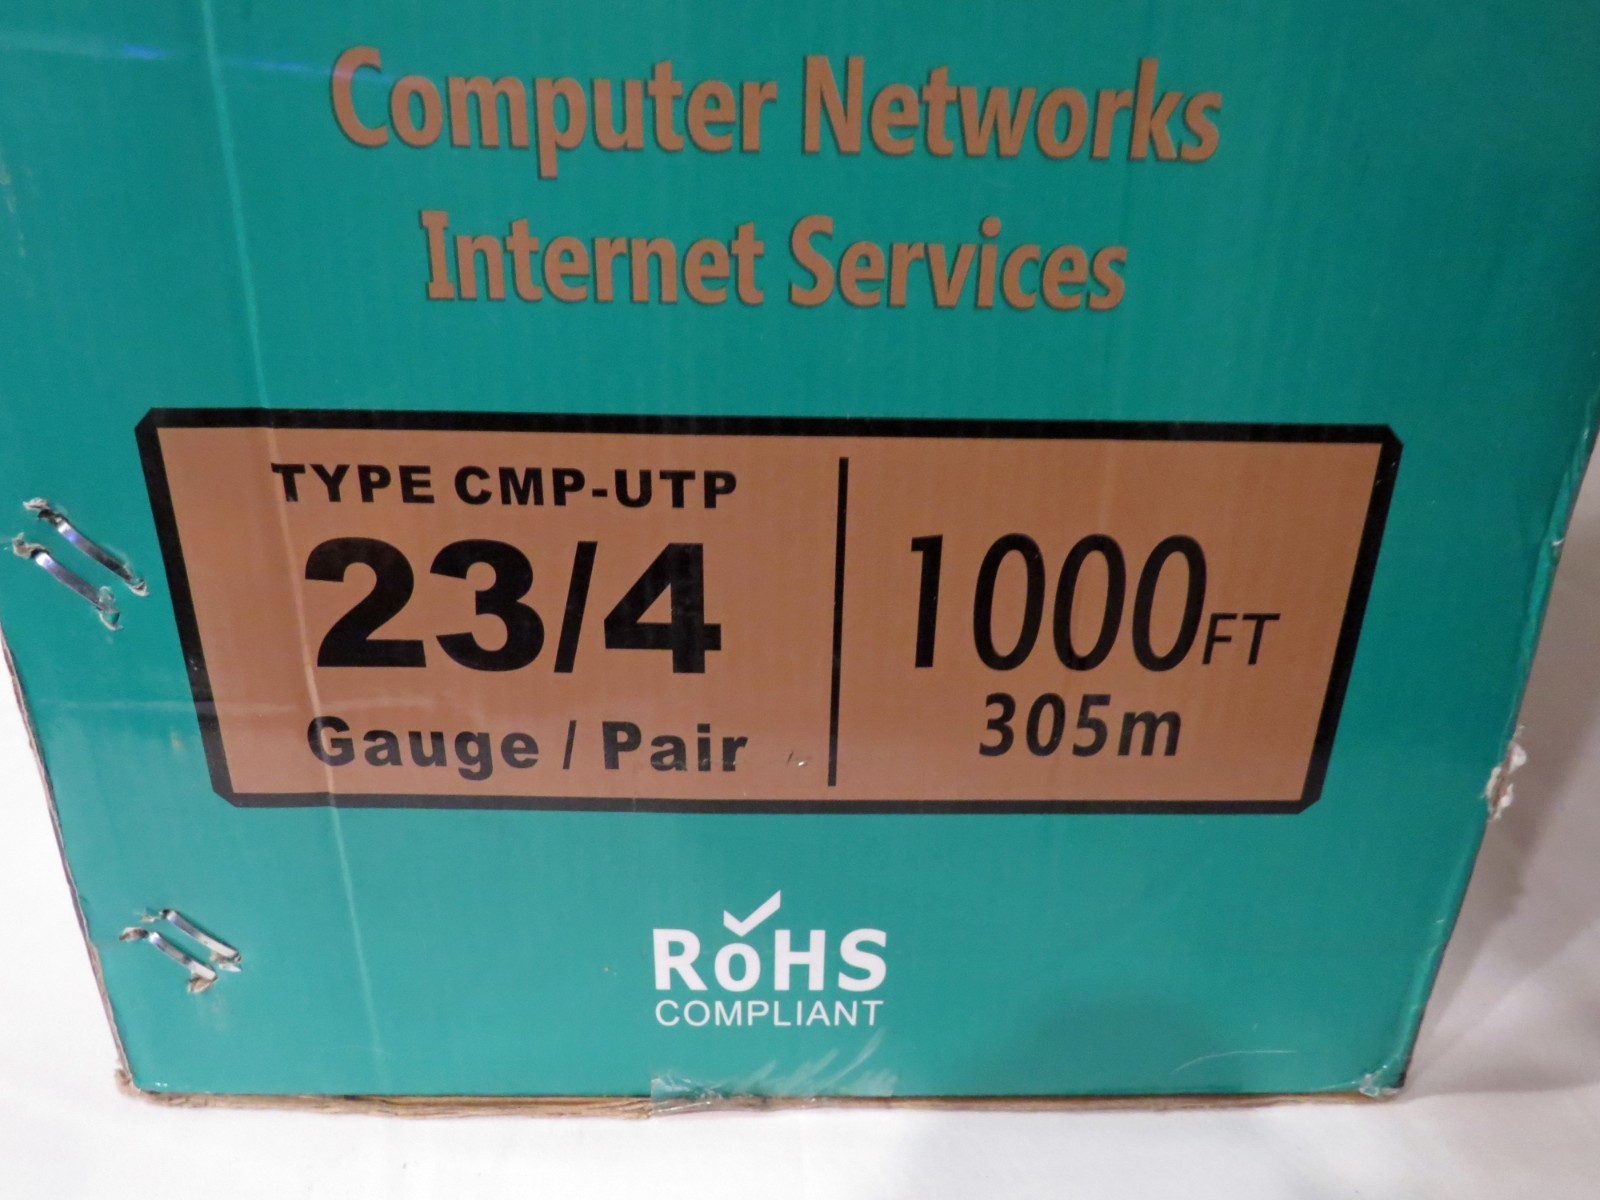 Computer Networks
Internet Services
TYPE CMP-UTP
23/4
Gauge / Pair
1000FT
305m
RoHS
COMPLIANT